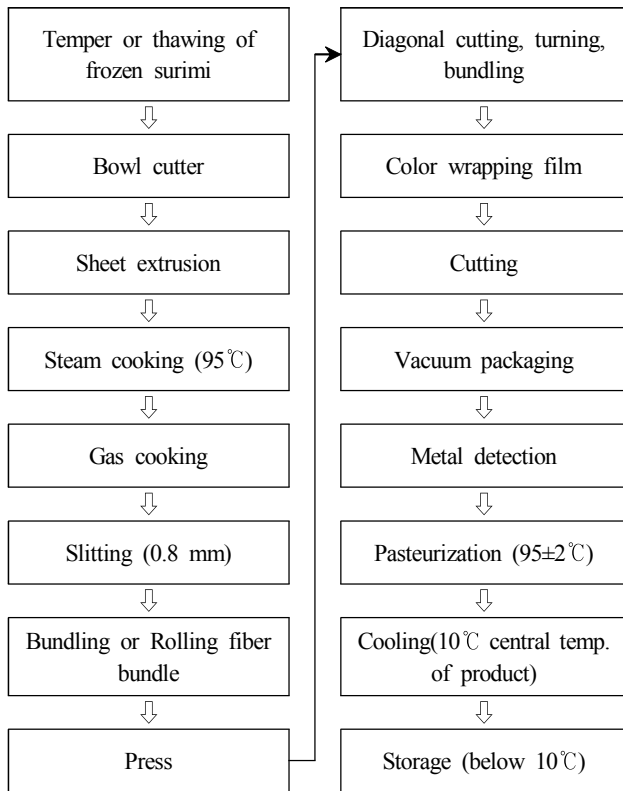 Temper or thawing of
frozen surimi
Bowl cutter
Sheet extrusion
Steam cooking (95℃)
Gas cooking
Slitting (0.8 mm)
Bundling or Rolling fiber
bundle
Press
Diagonal cutting, turning,
bundling
Color wrapping film
Cutting
Vacuum packaging
Metal detection
Pasteurization (95±2℃)
Cooling(10℃ central temp.
of product)
Storage (below 10℃)